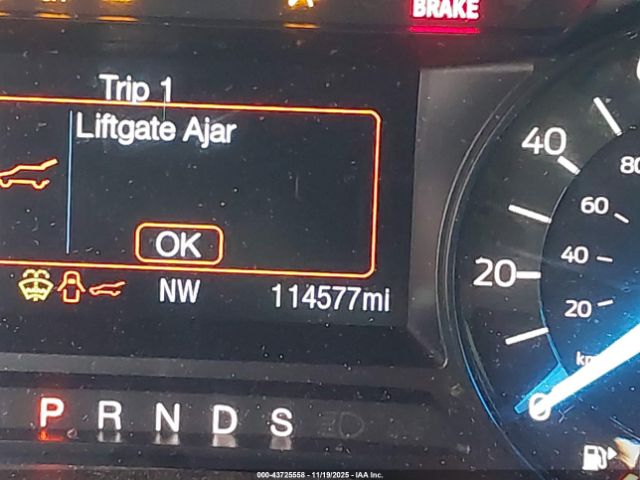 BRAKE
Trip 1
Liftgate Ajar
OK
NW 114577mi
P R N D S
40
20
0
80
60
40
20
km
000-43725558 - 11/19/2025 - IAA Inc.